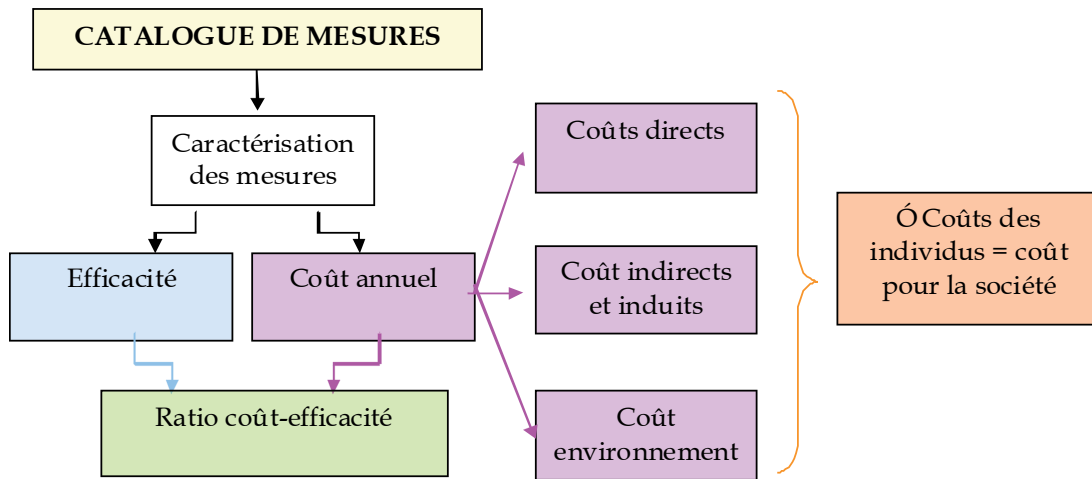 CATALOGUE DE MESURES
Caractérisation
des mesures
Efficacité
Coût annuel
Ratio coût-efficacité
Coûts directs
Coût indirects
et induits
Coût
environnement
Ó Coûts des
individus = coût
pour la société